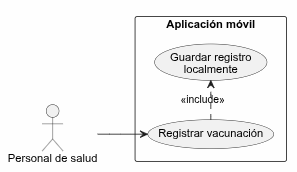 Aplicación móvil
Guardar registro
localmente
«include»
Registrar vacunación
Personal de salud